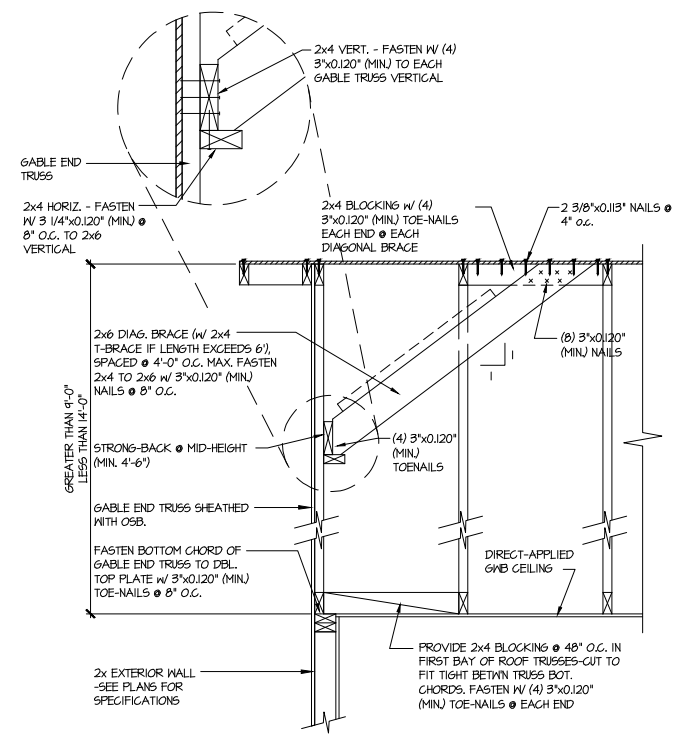 2x4 VERT. - FASTEN W/ (4)
3"x0.120" (MIN.) TO EACH
GABLE TRUSS VERTICAL
GABLE END
TRUSS
2x4 HORIZ. - FASTEN
W/ 3 1/4"x0.120" (MIN.) @
8" O.C. TO 2x6
VERTICAL
2x4 BLOCKING W/ (4)
3"x0.120" (MIN.) TOE-NAILS
EACH END @ EACH
DIAGONAL BRACE
2 3/8"x0.113" NAILS @
4" o.c.
2x6 DIAG. BRACE (W/ 2x4
T-BRACE IF LENGTH EXCEEDS 6'),
SPACED @ 4'-0" O.C. MAX. FASTEN
2x4 TO 2x6 W/ 3"x0.120" (MIN.)
NAILS @ 8" O.C.
(8) 3"x0.120"
(MIN.) NAILS
GREATER THAN 9'-0"
LESS THAN 14'-0"
STRONG-BACK @ MID-HEIGHT
(MIN. 4'-6")
(4) 3"x0.120"
(MIN.)
TOENAILS
GABLE END TRUSS SHEATHED
WITH OSB.
FASTEN BOTTOM CHORD OF
GABLE END TRUSS TO DBL.
TOP PLATE W/ 3"x0.120" (MIN.)
TOE-NAILS @ 8" O.C.
DIRECT-APPLIED
GWB CEILING
2x EXTERIOR WALL
-SEE PLANS FOR
SPECIFICATIONS
PROVIDE 2x4 BLOCKING @ 48" O.C. IN
FIRST BAY OF ROOF TRUSSES-CUT TO
FIT TIGHT BETW'N TRUSS BOT.
CHORDS. FASTEN W/ (4) 3"x0.120"
(MIN.) TOE-NAILS @ EACH END